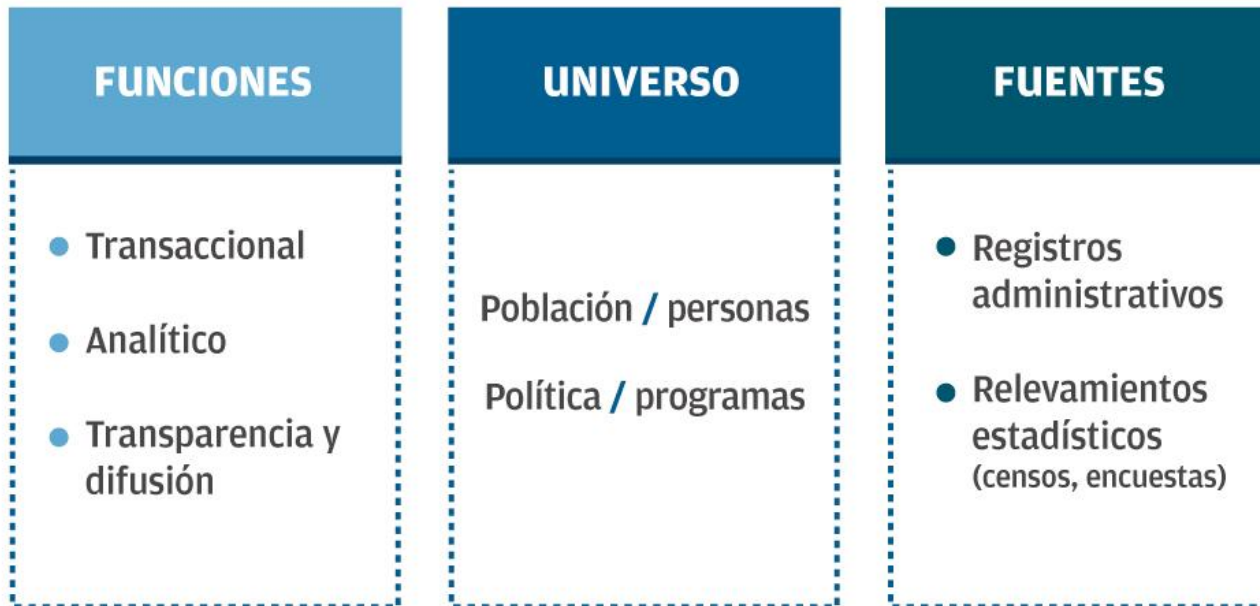 FUNCIONES
Transaccional
Analítico
Transparencia y
difusión
UNIVERSO
Población / personas
Política / programas
FUENTES
Registros
administrativos
Relevamientos
estadísticos
(censos, encuestas)